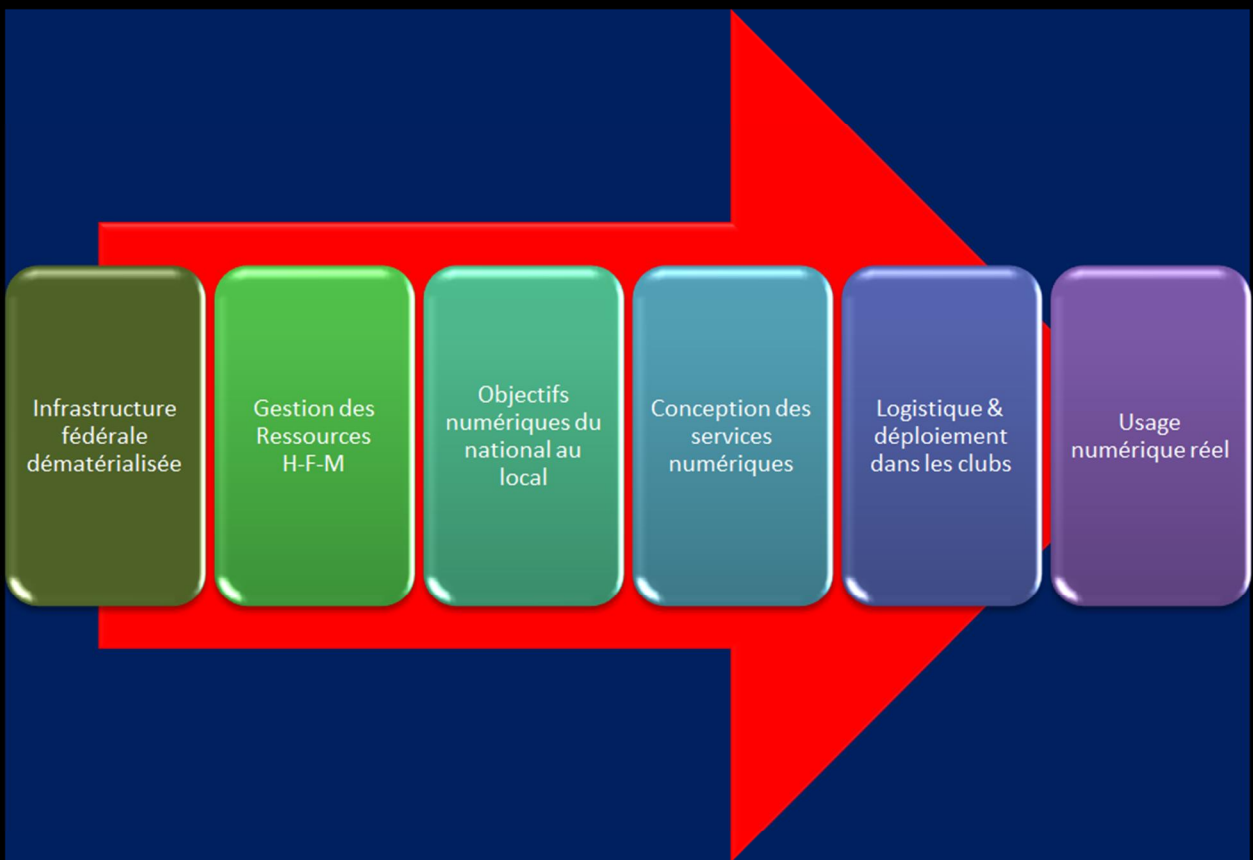 Infrastructure
fédérale
dématérialisée
Gestion des
Ressources
H-F-M
Objectifs
numériques du
national au
local
Conception des
services
numériques
Logistique &
déploiement
dans les clubs
Usage
numérique réel